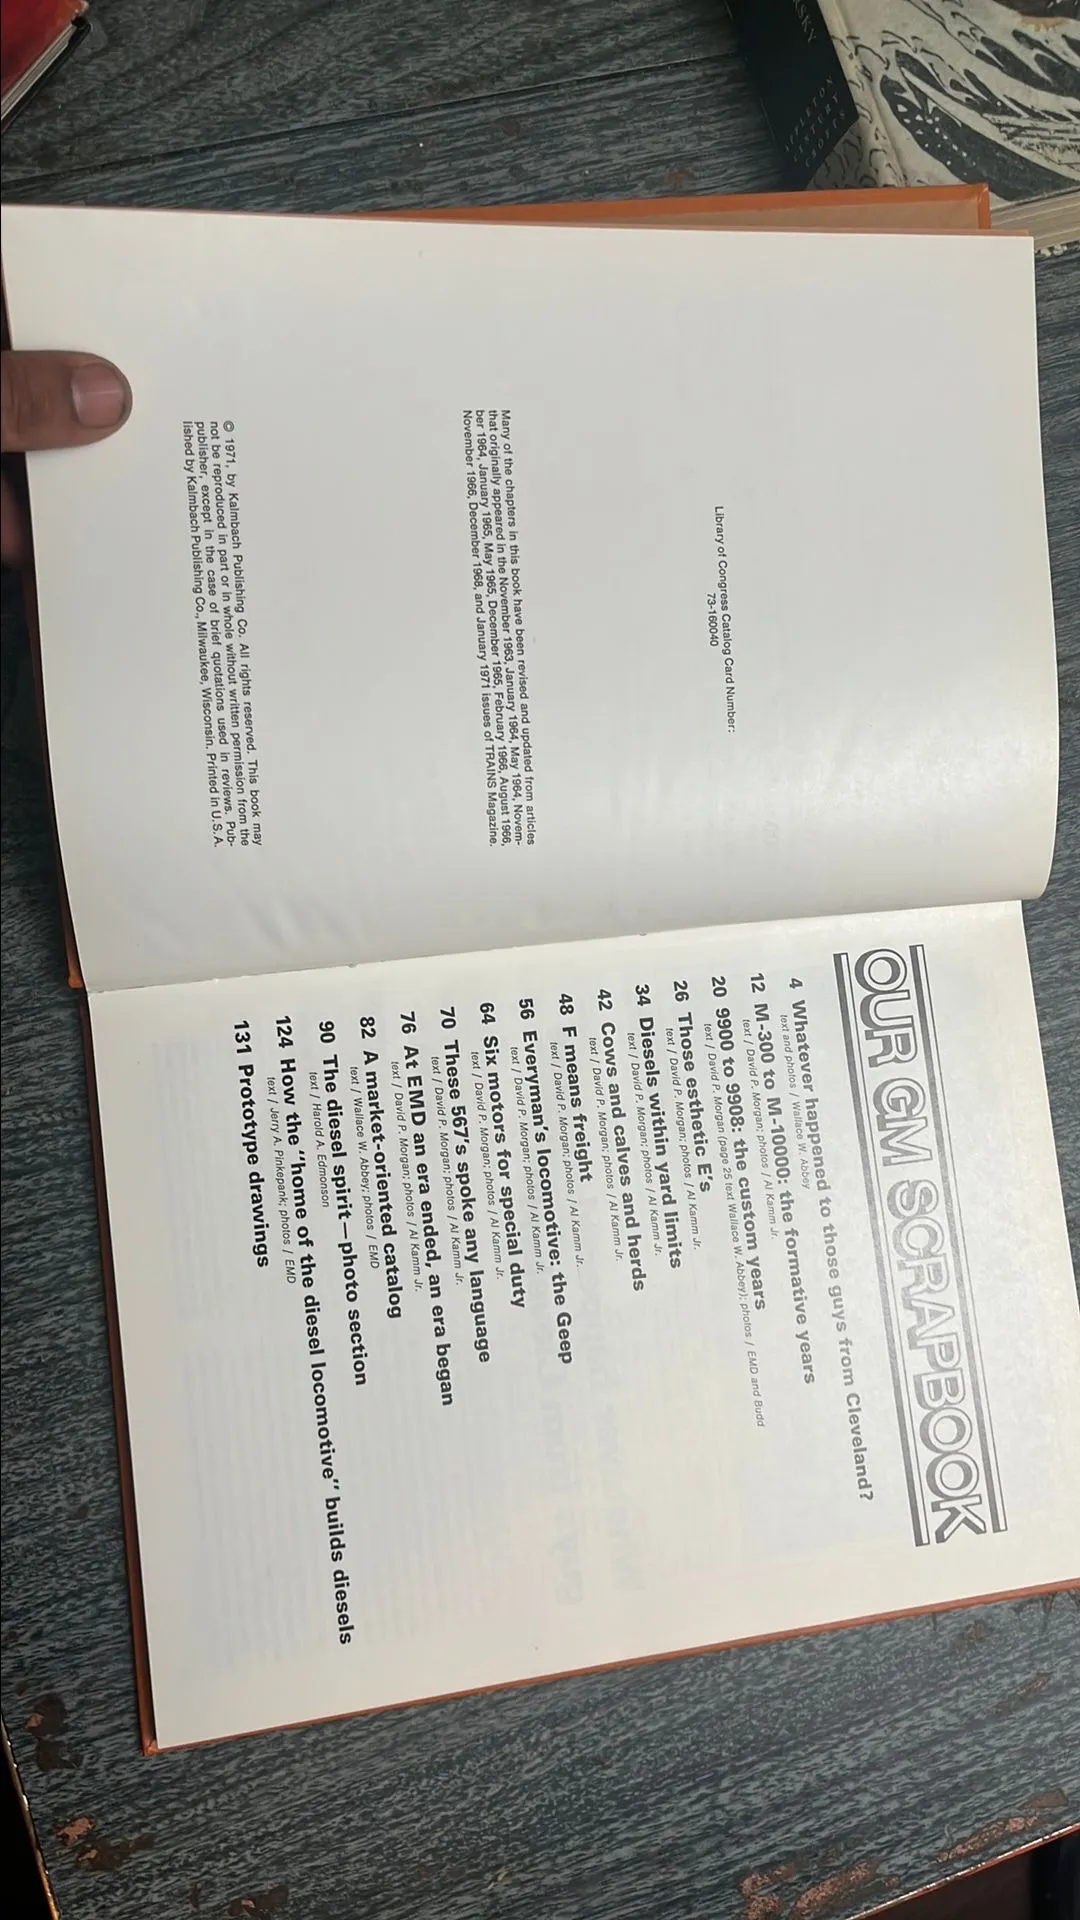 RSKY
APPLETON
CENTURY
CROFTS
Library of Congress Catalog Card Number:
73-160040
Many of the chapters in this book have been revised and updated from articles
that originally appeared in the November 1963, January 1964, May 1964, Novem-
ber 1964, January 1965, May 1965, December 1965, February 1966, August 1966,
November 1966, December 1968, and January 1971 issues of TRAINS Magazine.
© 1971, by Kalmbach Publishing Co. All rights reserved. This book may
not be reproduced in part or in whole without written permission from the
publisher, except in the case of brief quotations used in reviews. Pub-
lished by Kalmbach Publishing Co., Milwaukee, Wisconsin. Printed in U.S.A.
OUR GM SCRAPBOOK
4 Whatever happened to those guys from Cleveland?
text and photos / Wallace W. Abbey
12 M-300 to M-10000: the formative years
text / David P. Morgan; photos / Al Kamm Jr.
20 9900 to 9908: the custom years
text / David P. Morgan (page 25 text Wallace W. Abbey); photos / EMD and Budd
26 Those esthetic E's
text / David P. Morgan; photos / Al Kamm Jr.
34 Diesels within yard limits
text / David P. Morgan; photos / Al Kamm Jr.
42 Cows and calves and herds
text / David P. Morgan; photos / Al Kamm Jr.
48 F means freight
text / David P. Morgan; photos / Al Kamm Jr.
56 Everyman's locomotive: the Geep
text / David P. Morgan; photos / Al Kamm Jr.
64 Six motors for special duty
text / David P. Morgan; photos / Al Kamm Jr.
70 These 567's spoke any language
text / David P. Morgan; photos / Al Kamm Jr.
76 At EMD an era ended, an era began
text / David P. Morgan; photos / Al Kamm Jr.
82 A market-oriented catalog
text / Wallace W. Abbey; photos / EMD
90 The diesel spirit—photo section
text / Harold A. Edmonson
124 How the "home of the diesel locomotive" builds diesels
text / Jerry A. Pinkepank; photos / EMD
131 Prototype drawings